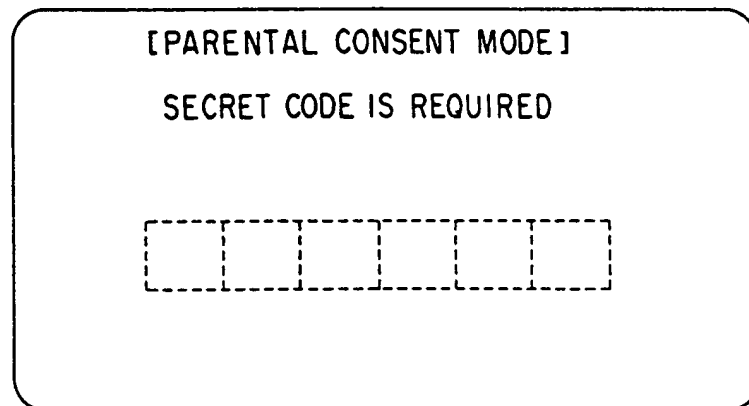 [PARENTAL CONSENT MODE]
SECRET CODE IS REQUIRED